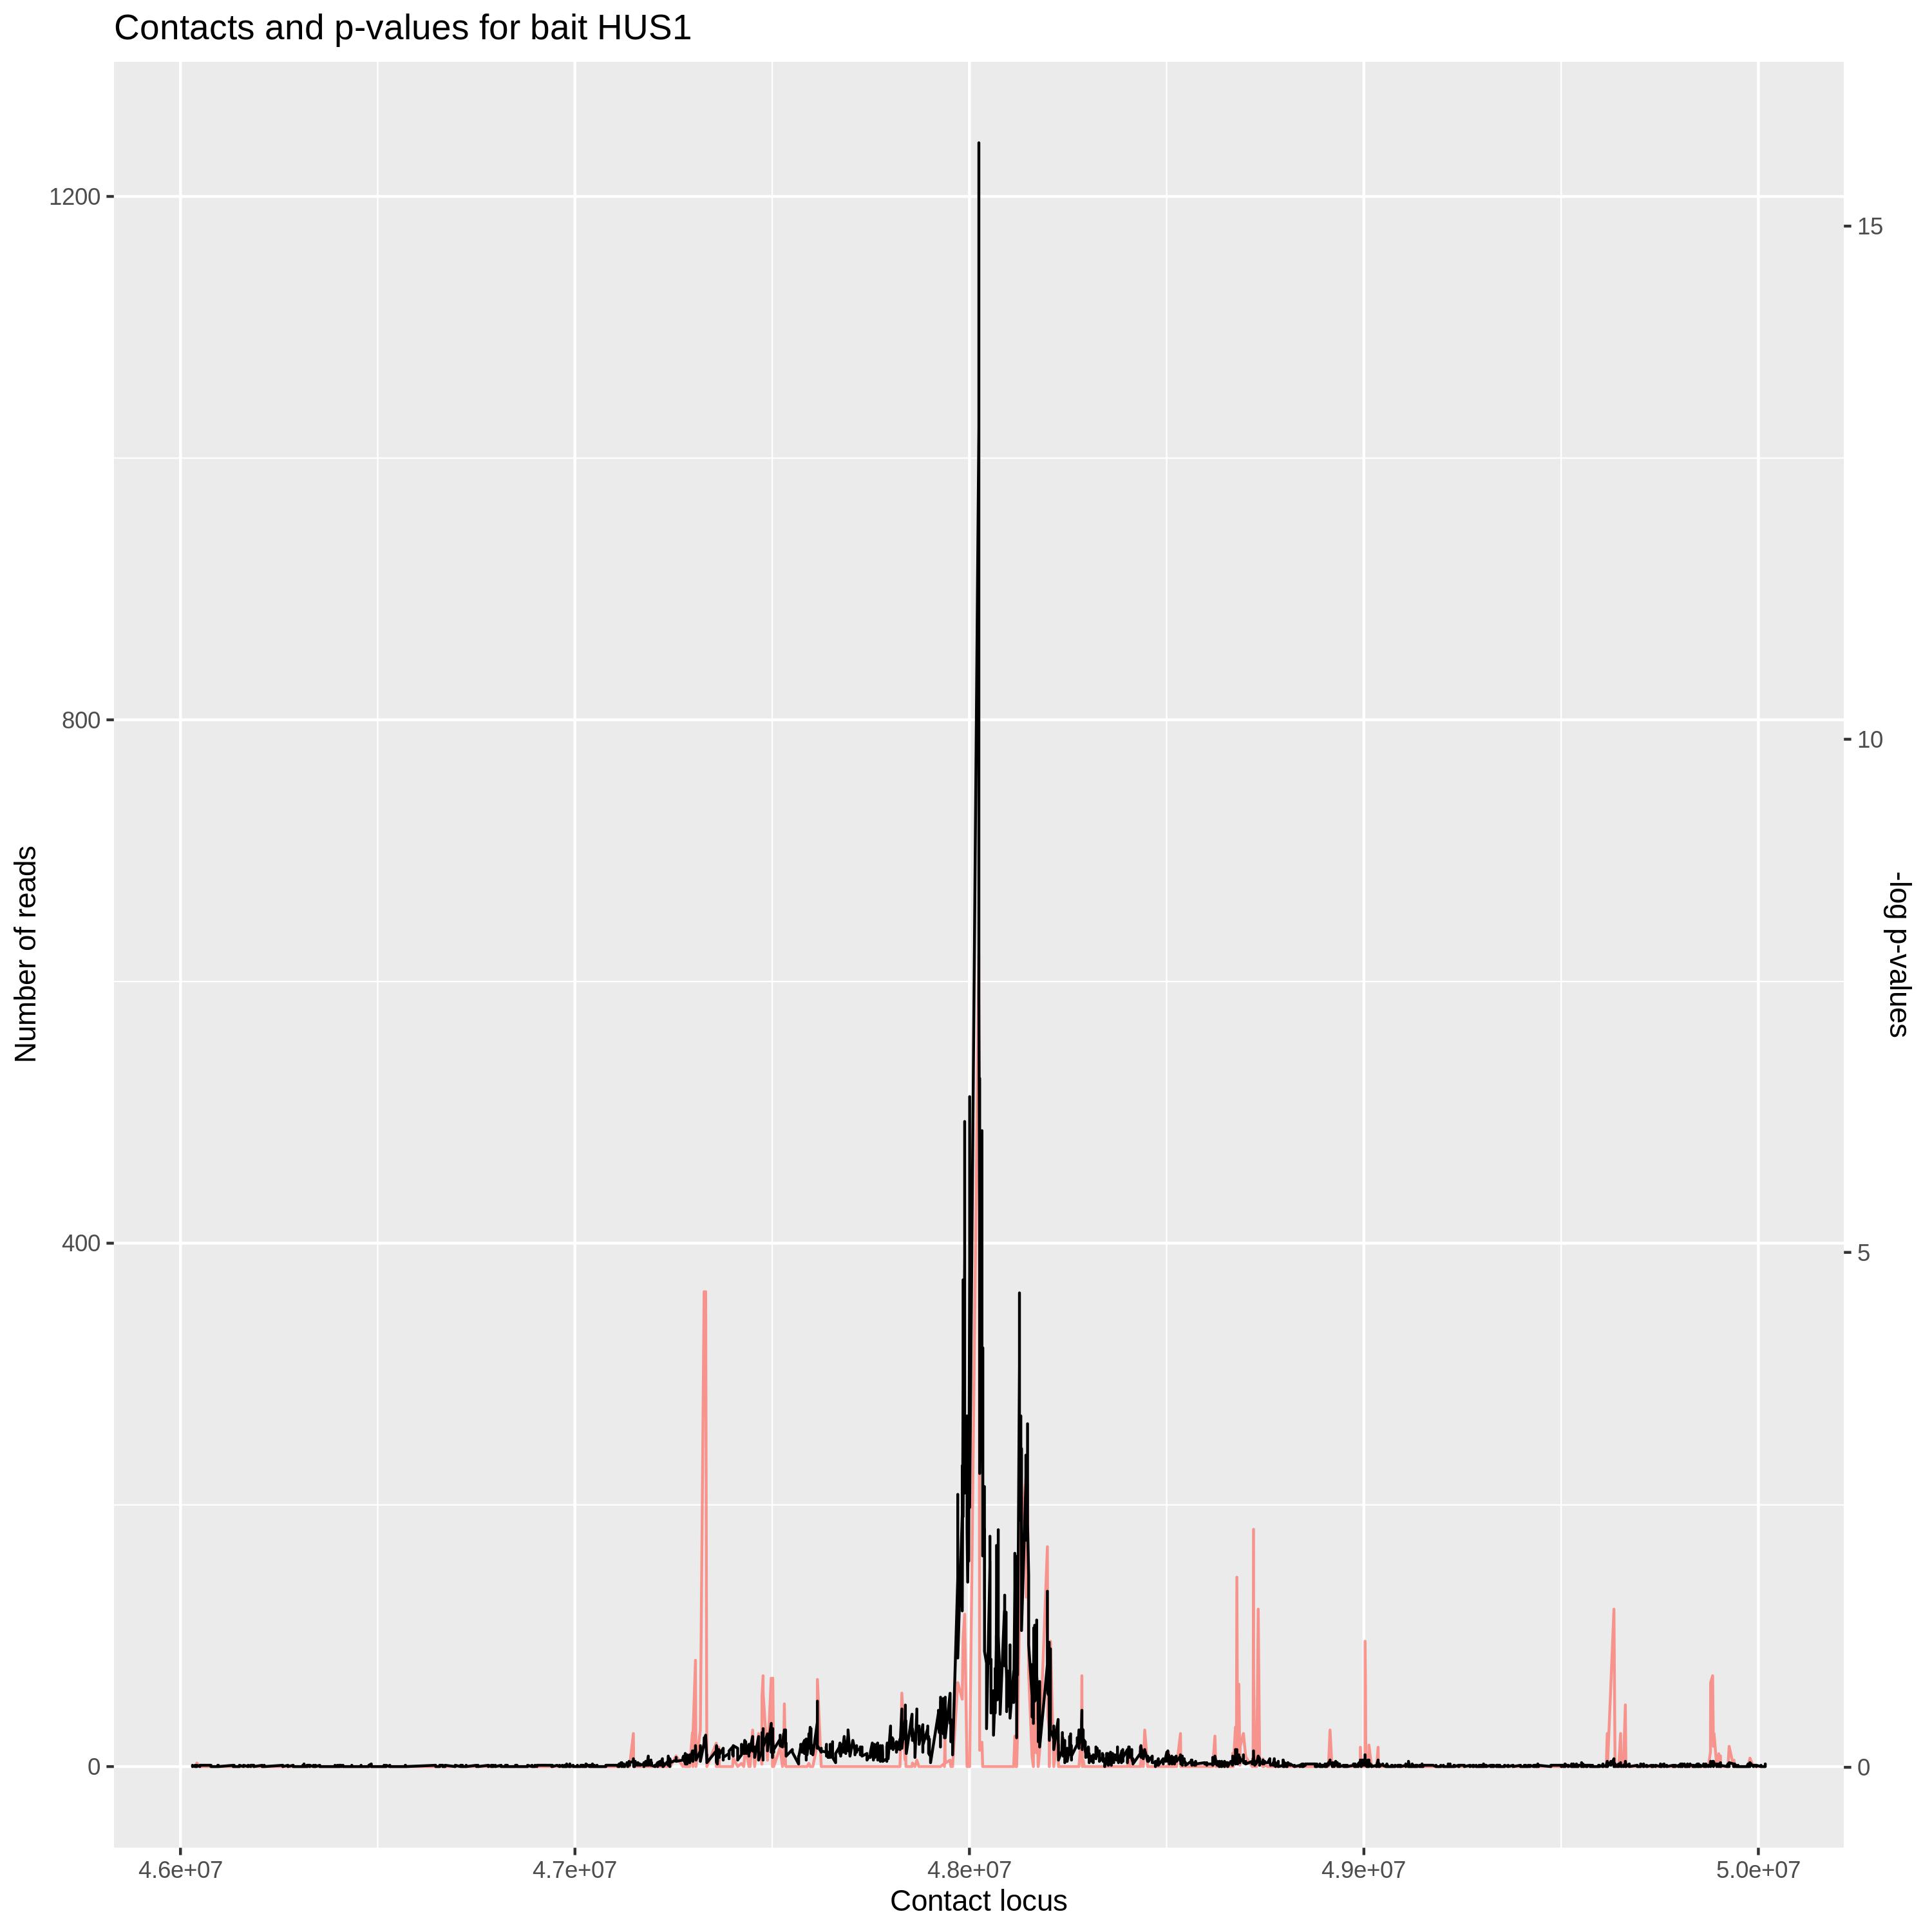 Contacts and p-values for bait HUS1
Number of reads
1200
800
400
0
15
10
5
0
-log p-values
4.6e+07
4.7e+07
4.8e+07
4.9e+07
5.0e+07
Contact locus